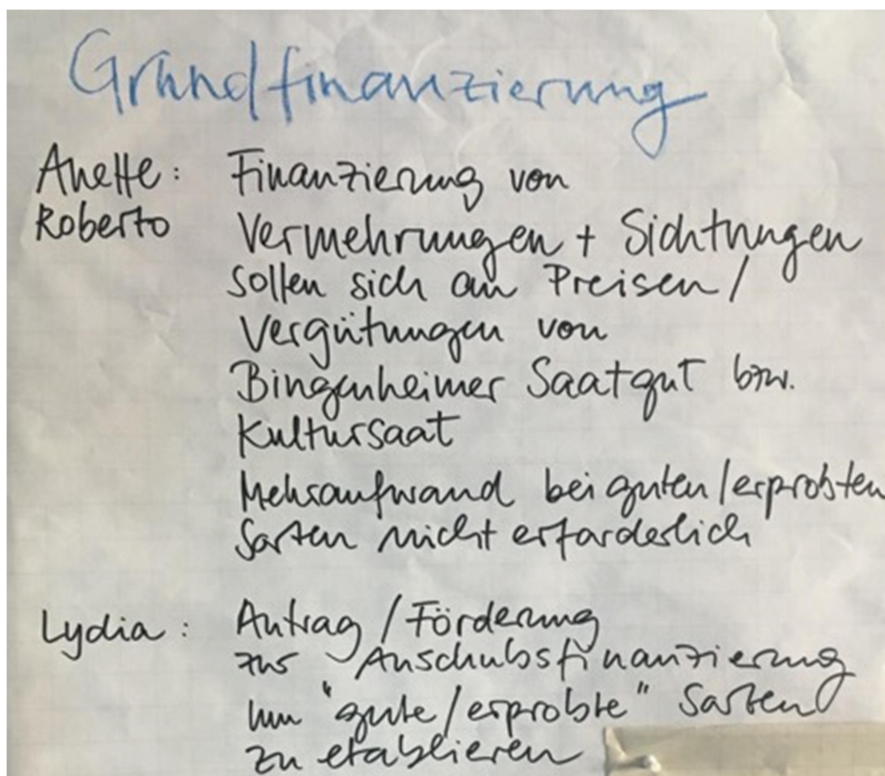 Grundfinanzierung
Anette: Finanzierung von
Roberto Vermehrungen + Sichtungen
sollen sich an Preisen /
Vergütungen von
Bingenheimer Saatgut bzw.
Kultursaat
Mehraufwand bei guten/erprobten
Sorten nicht erforderlich
Lydia: Antrag / Förderung
zur Anschubsfinanzierung
um "gute/erprobte" Sorten
zu etablieren